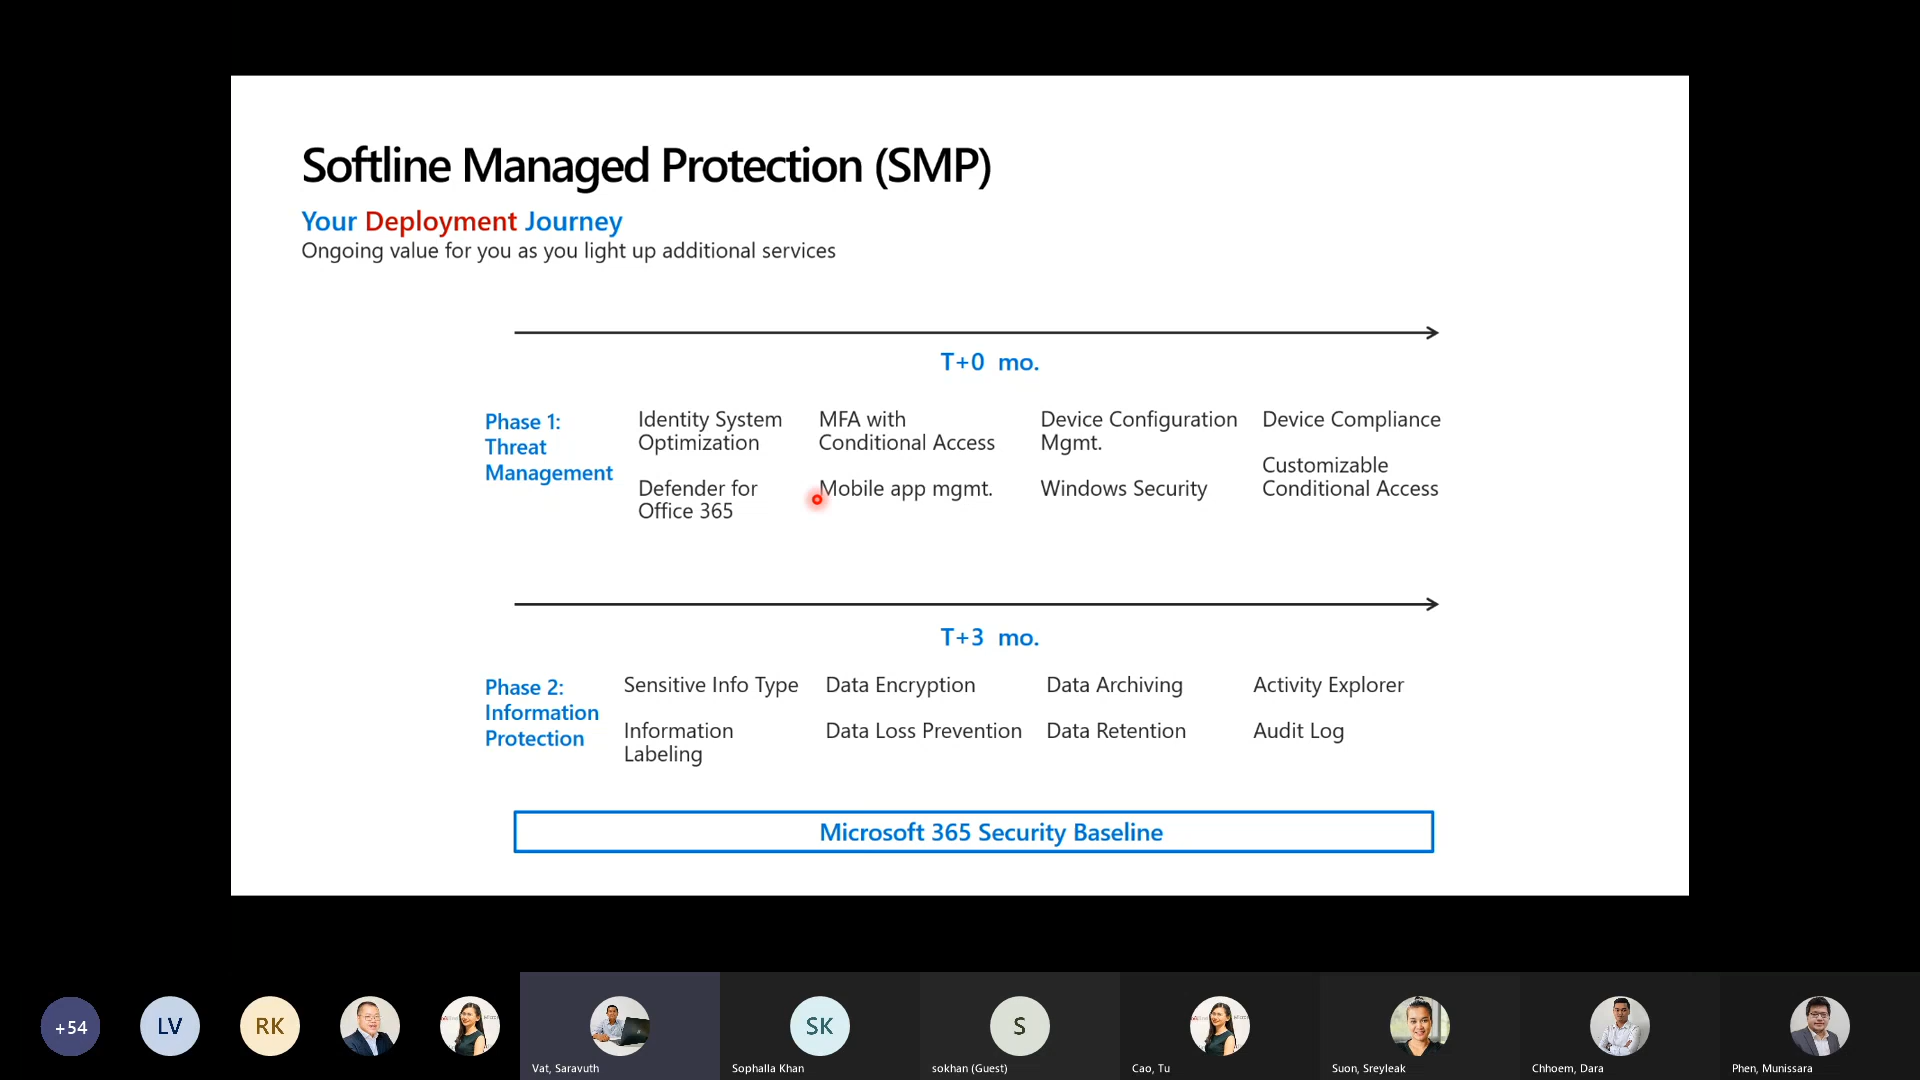 Softline Managed Protection (SMP)
Your Deployment Journey
Ongoing value for you as you light up additional services
T+0 mo.
Phase 1:
Threat
Management
Identity System
Optimization
Defender for
Office 365
MFA with
Conditional Access
Mobile app mgmt.
Device Configuration
Mgmt.
Windows Security
Device Compliance
Customizable
Conditional Access
T+3 mo.
Phase 2:
Information
Protection
Sensitive Info Type
Information
Labeling
Data Encryption
Data Loss Prevention
Data Archiving
Data Retention
Activity Explorer
Audit Log
Microsoft 365 Security Baseline
+54
LV
RK
Vat, Saravuth
SK
Sophalla Khan
S
sokhan (Guest)
Cao, Tu
Suon, Sreyleak
Chhoem, Dara
Phen, Munissara